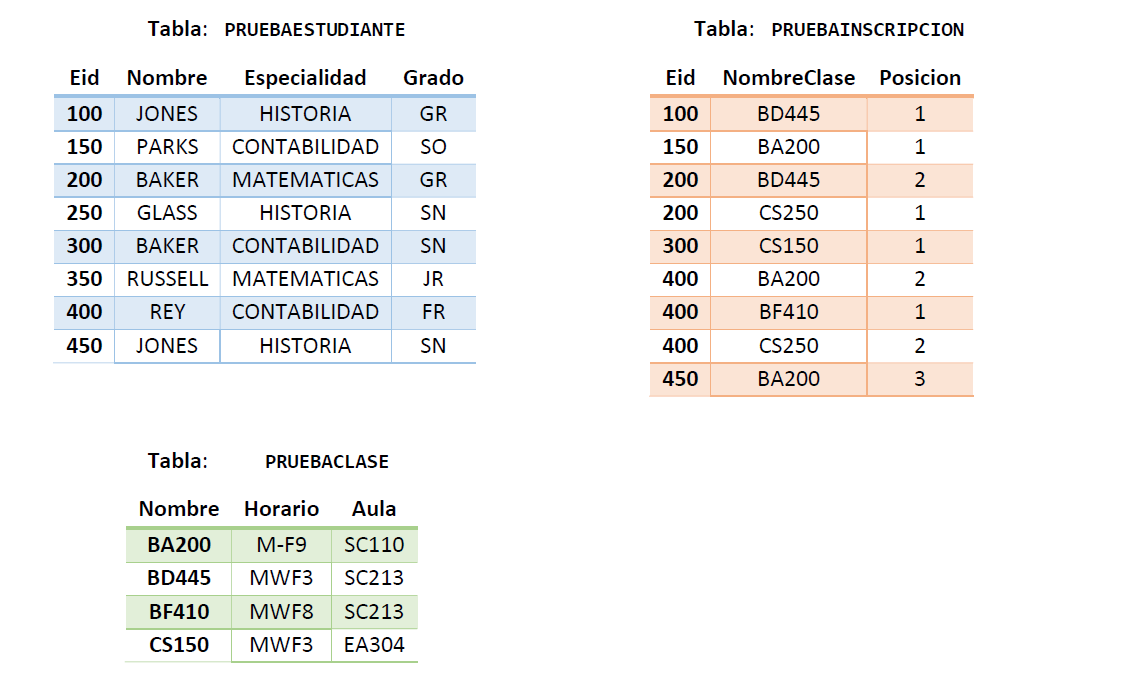 Tabla: PRUEBAESTUDIANTE
Eid Nombre Especialidad Grado
100 JONES HISTORIA GR
150 PARKS CONTABILIDAD SO
200 BAKER MATEMATICAS GR
250 GLASS HISTORIA SN
300 BAKER CONTABILIDAD SN
350 RUSSELL MATEMATICAS JR
400 REY CONTABILIDAD FR
450 JONES HISTORIA SN
Tabla: PRUEBAINSCRIPCION
Eid NombreClase Posicion
100 BD445 1
150 BA200 1
200 BD445 2
200 CS250 1
300 CS150 1
400 BA200 2
400 BF410 1
400 CS250 2
450 BA200 3
Tabla: PRUEBACLASE
Nombre Horario Aula
BA200 M-F9 SC110
BD445 MWF3 SC213
BF410 MWF8 SC213
CS150 MWF3 EA304